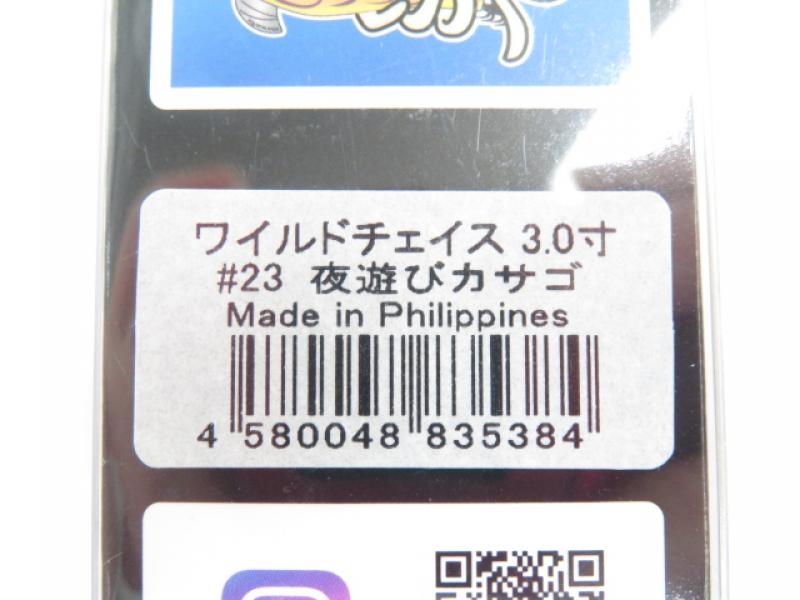 ワイルドチェイス 3.0寸
#23 夜遊びカサゴ
Made in Philippines
4 580048 835384